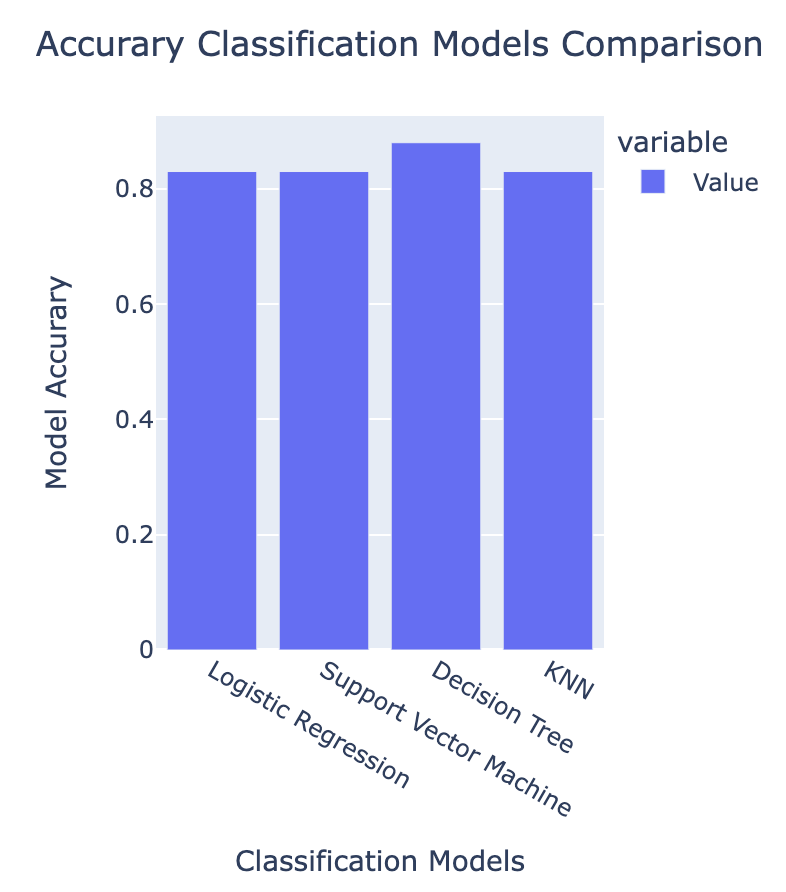 Accurary Classification Models Comparison
variable
Value
Model Accurary
0.8
0.6
0.4
0.2
0
Logistic Regression
Support Vector Machine
Decision Tree
KNN
Classification Models